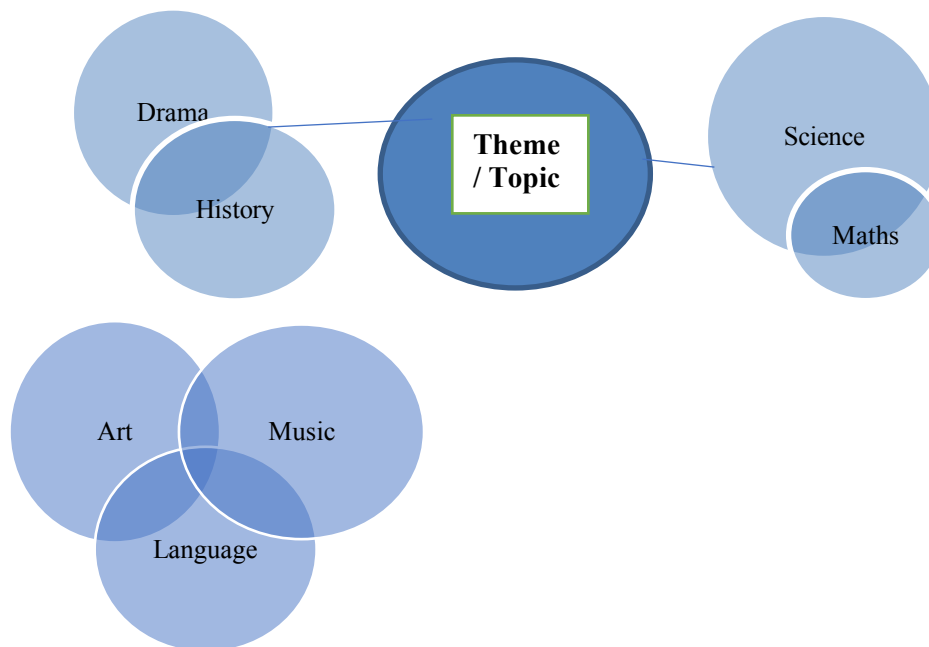 Drama
History
Theme
/ Topic
Science
Maths
Art
Music
Language